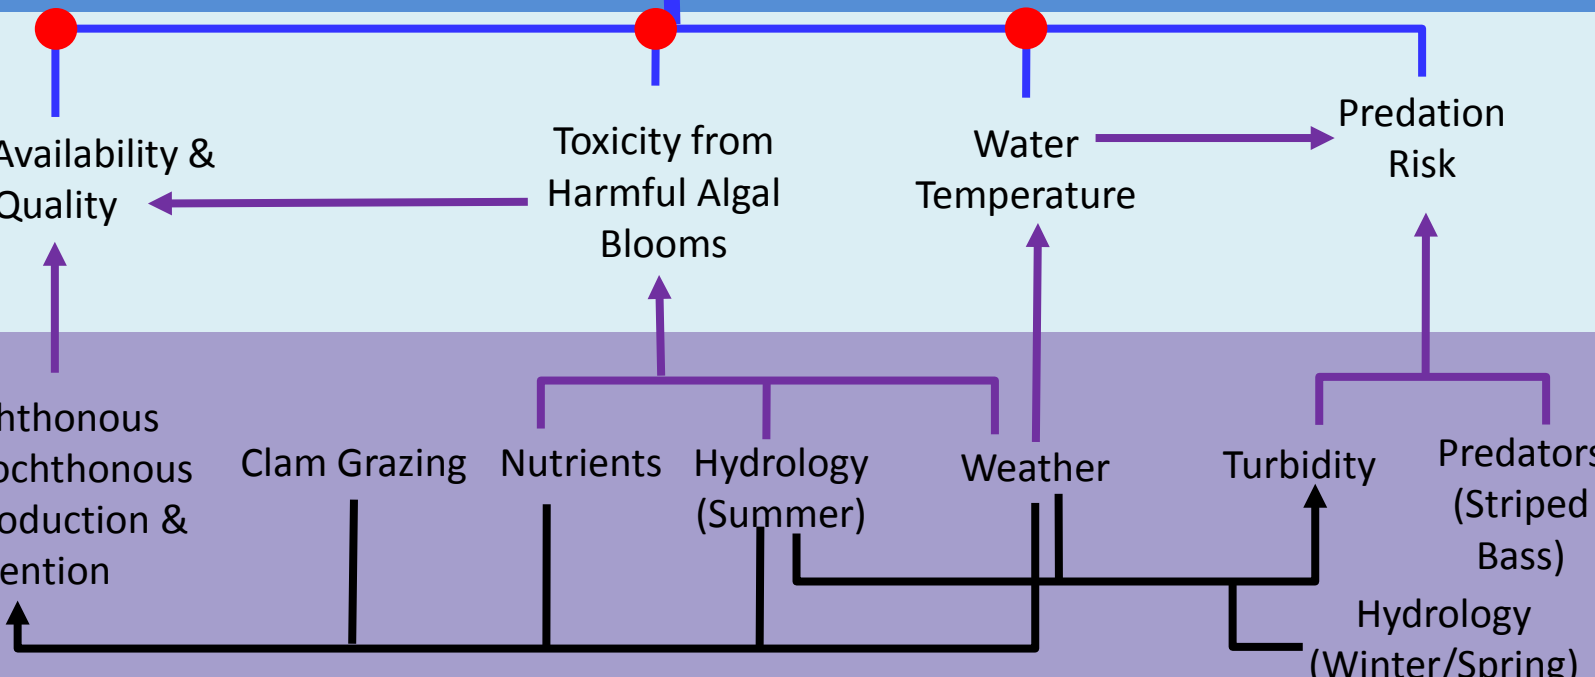 Availability &
Quality
Toxicity from
Harmful Algal
Blooms
Water
Temperature
Predation
Risk
hthonous
ochthonous
oduction &
ention
Clam Grazing
Nutrients
Hydrology
(Summer)
Weather
Turbidity
Predators
(Striped
Bass)
Hydrology
(Winter/Spring)